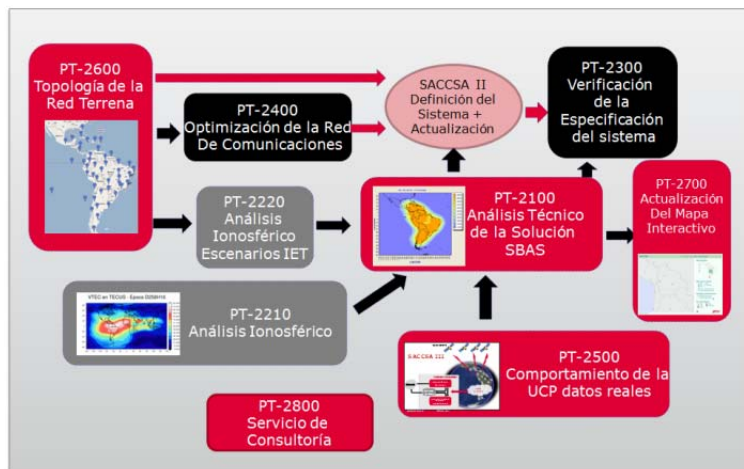 PT-2600
Topología de la
Red Terrena
PT-2400
Optimización de la Red
De Comunicaciones
SACCSA II
Definición del
Sistema +
Actualización
PT-2300
Verificación
de la
Especificación
del sistema
PT-2220
Análisis
Ionosférico
Escenarios IET
PT-2100
Análisis Técnico
de la Solución
SBAS
PT-2700
Actualización
Del Mapa
Interactivo
PT-2210
Análisis Ionosférico
PT-2500
Comportamiento de la
UCP datos reales
SACCSA III
PT-2800
Servicio de
Consultoría